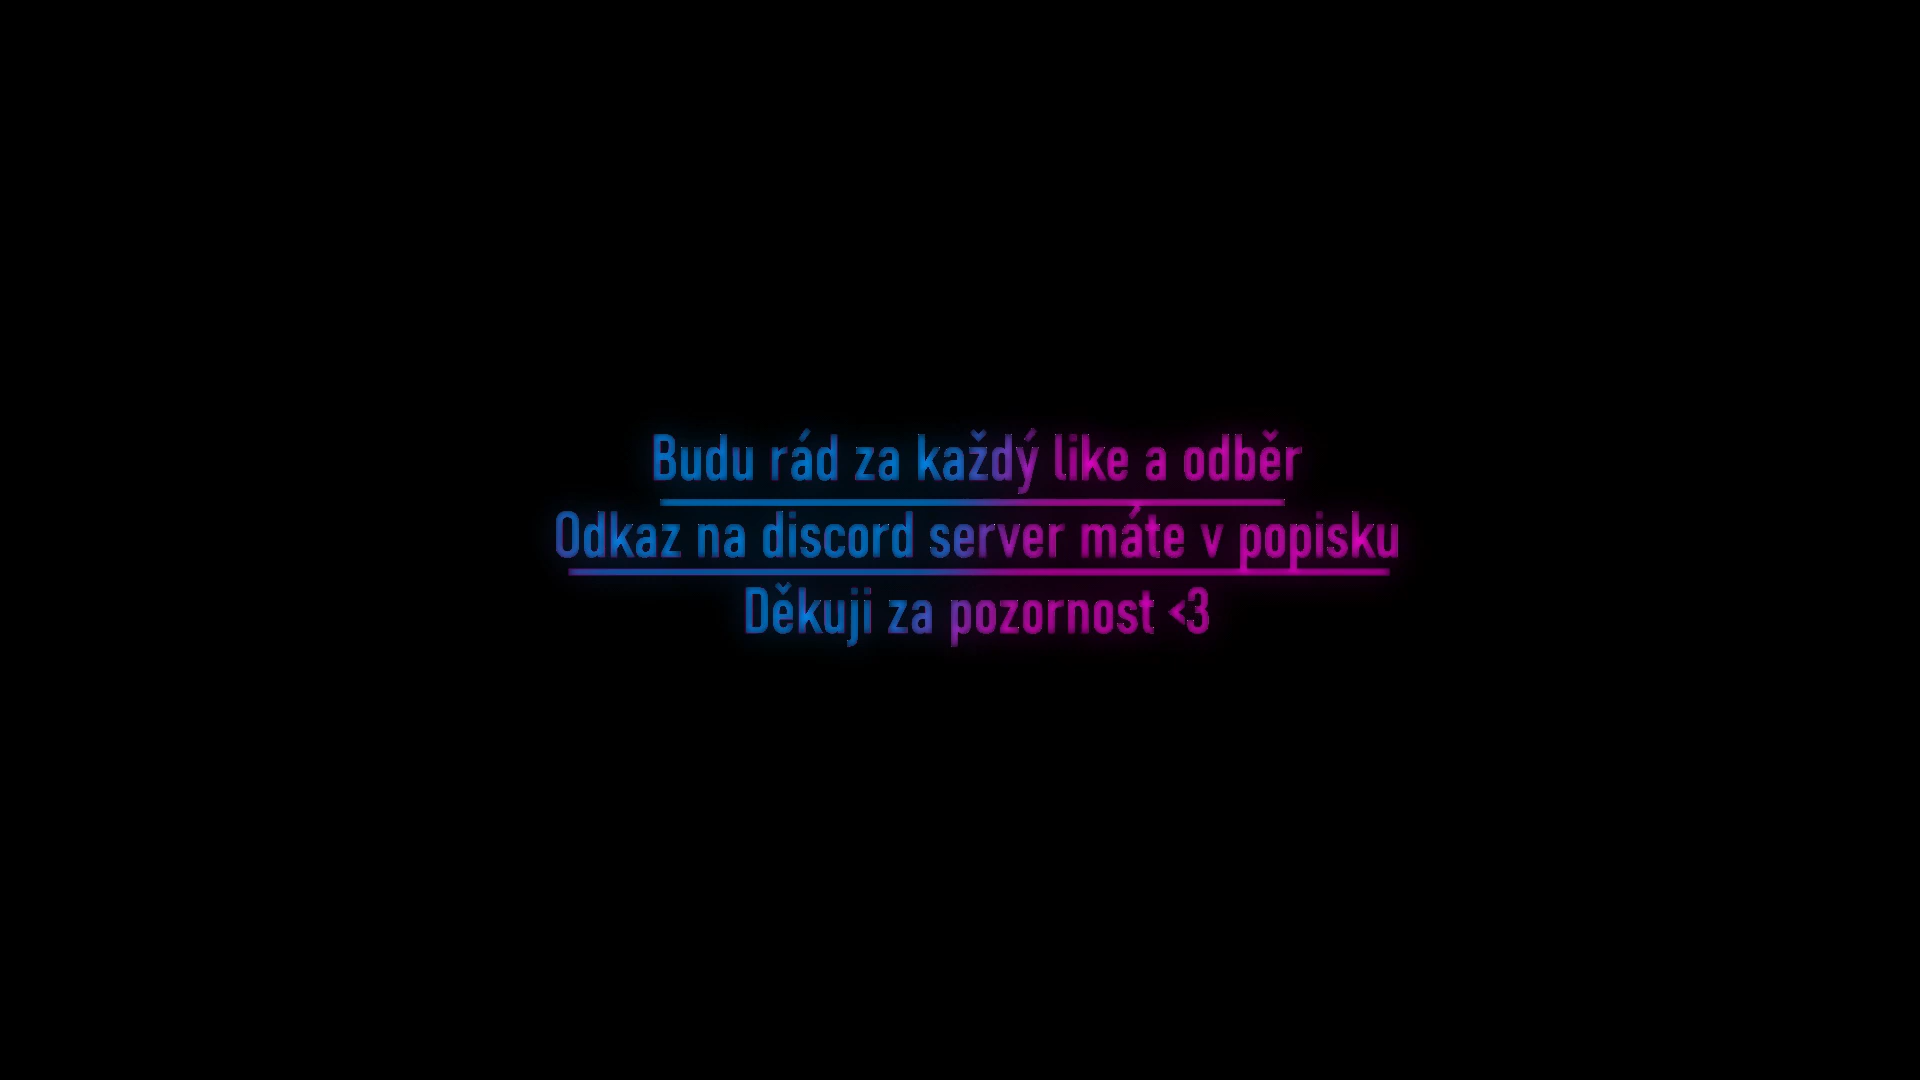 Budu rád za každý like a odběr
Odkaz na discord server máte v popisku
Děkuji za pozornost <3